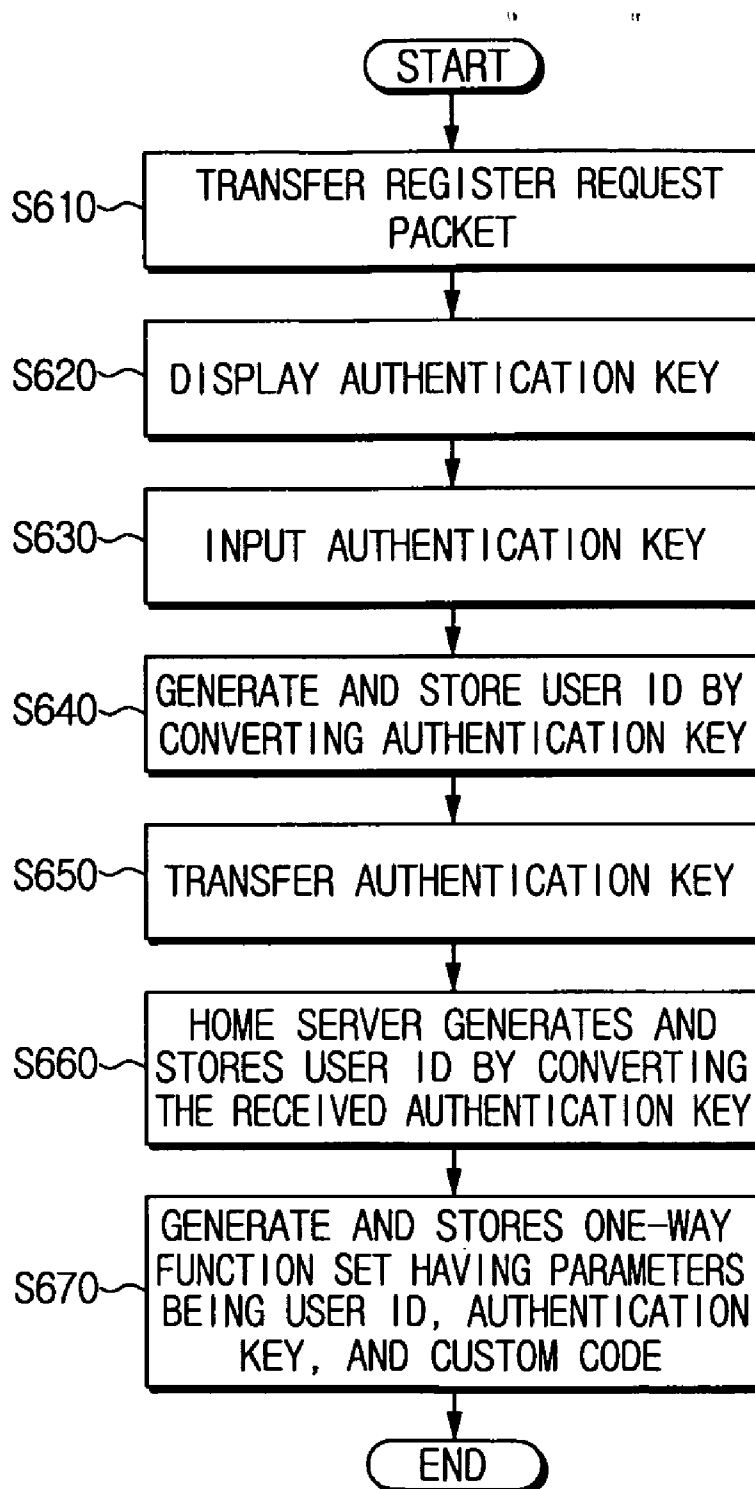 START
S610
TRANSFER REGISTER REQUEST
PACKET
S620
DISPLAY AUTHENTICATION KEY
S630
INPUT AUTHENTICATION KEY
S640
GENERATE AND STORE USER ID BY
CONVERTING AUTHENTICATION KEY
S650
TRANSFER AUTHENTICATION KEY
S660
HOME SERVER GENERATES AND
STORES USER ID BY CONVERTING
THE RECEIVED AUTHENTICATION KEY
S670
GENERATE AND STORES ONE-WAY
FUNCTION SET HAVING PARAMETERS
BEING USER ID, AUTHENTICATION
KEY, AND CUSTOM CODE
END